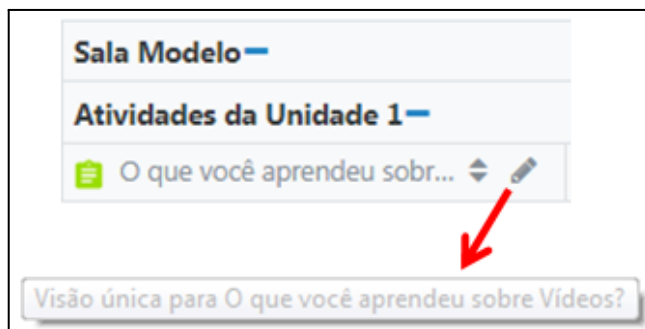 Sala Modelo
Atividades da Unidade 1
O que você aprendeu sobr...
Visão única para O que você aprendeu sobre Vídeos?